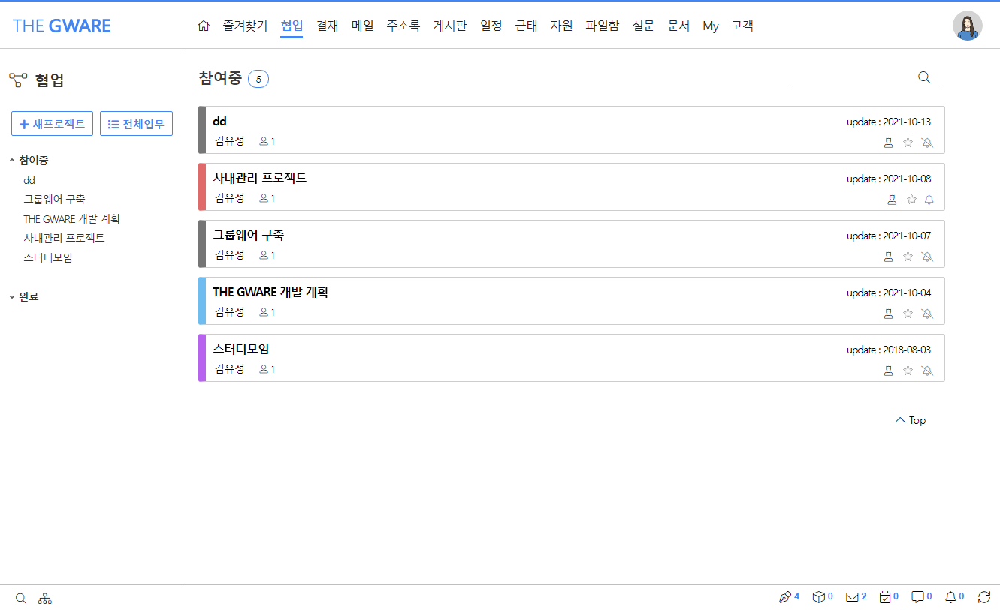 THE GWARE
즐겨찾기 협업 결재 메일 주소록 게시판 일정 근태 자원 파일함 설문 문서 My 고객
협업
새프로젝트 전체업무
참여중
dd
그룹웨어 구축
THE GWARE 개발 계획
사내관리 프로젝트
스터디모임
완료
참여중 5
dd update : 2021-10-13
김유정 1
사내관리 프로젝트 update : 2021-10-08
김유정 1
그룹웨어 구축 update : 2021-10-07
김유정 1
THE GWARE 개발 계획 update : 2021-10-04
김유정 1
스터디모임 update : 2018-08-03
김유정 1
Top
4 0 2 0 0 0